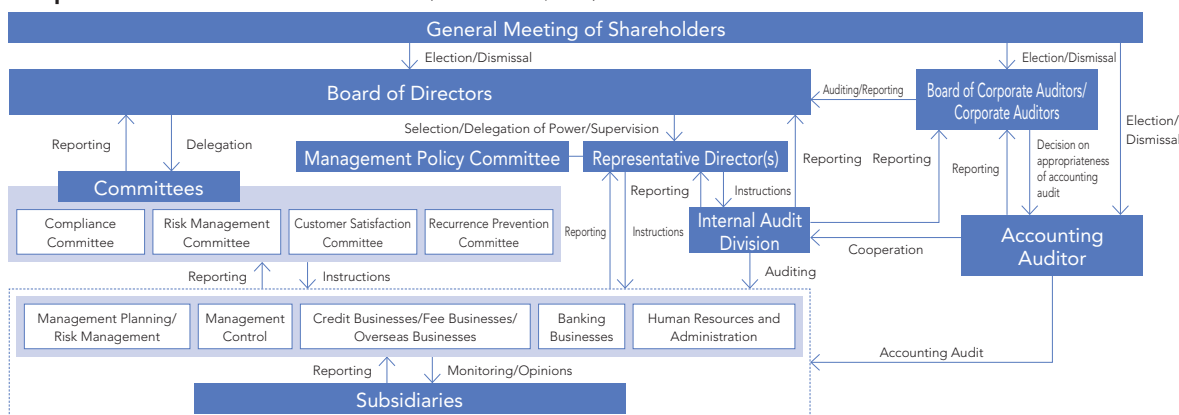 General Meeting of Shareholders
Election/Dismissal
Election/Dismissal
Board of Directors
Auditing/Reporting
Board of Corporate Auditors/
Corporate Auditors
Election/
Dismissal
Selection/Delegation of Power/Supervision
Reporting
Delegation
Management Policy Committee
Representative Director(s)
Reporting
Reporting
Reporting
Decision on
appropriateness
of accounting
audit
Committees
Reporting
Instructions
Compliance
Committee
Risk Management
Committee
Customer Satisfaction
Committee
Recurrence Prevention
Committee
Reporting
Instructions
Internal Audit
Division
Cooperation
Accounting
Auditor
Reporting
Instructions
Auditing
Management Planning/
Risk Management
Management
Control
Credit Businesses/Fee Businesses/
Overseas Businesses
Banking
Businesses
Human Resources and
Administration
Accounting Audit
Reporting
Monitoring/Opinions
Subsidiaries